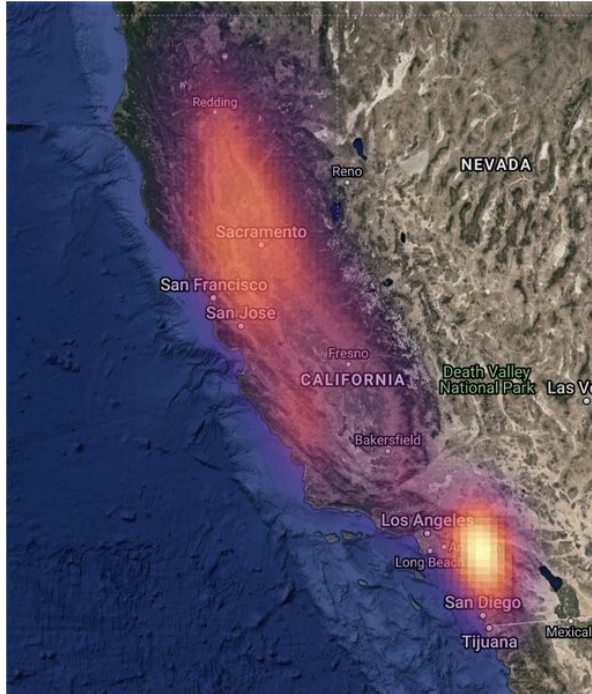 Redding
Reno
NEVADA
Sacramento
San Francisco
San Jose
Fresno
CALIFORNIA
Death Valley
National Park
Las V
Bakersfield
Los Angeles
Long Beach
San Diego
Tijuana
Mexical